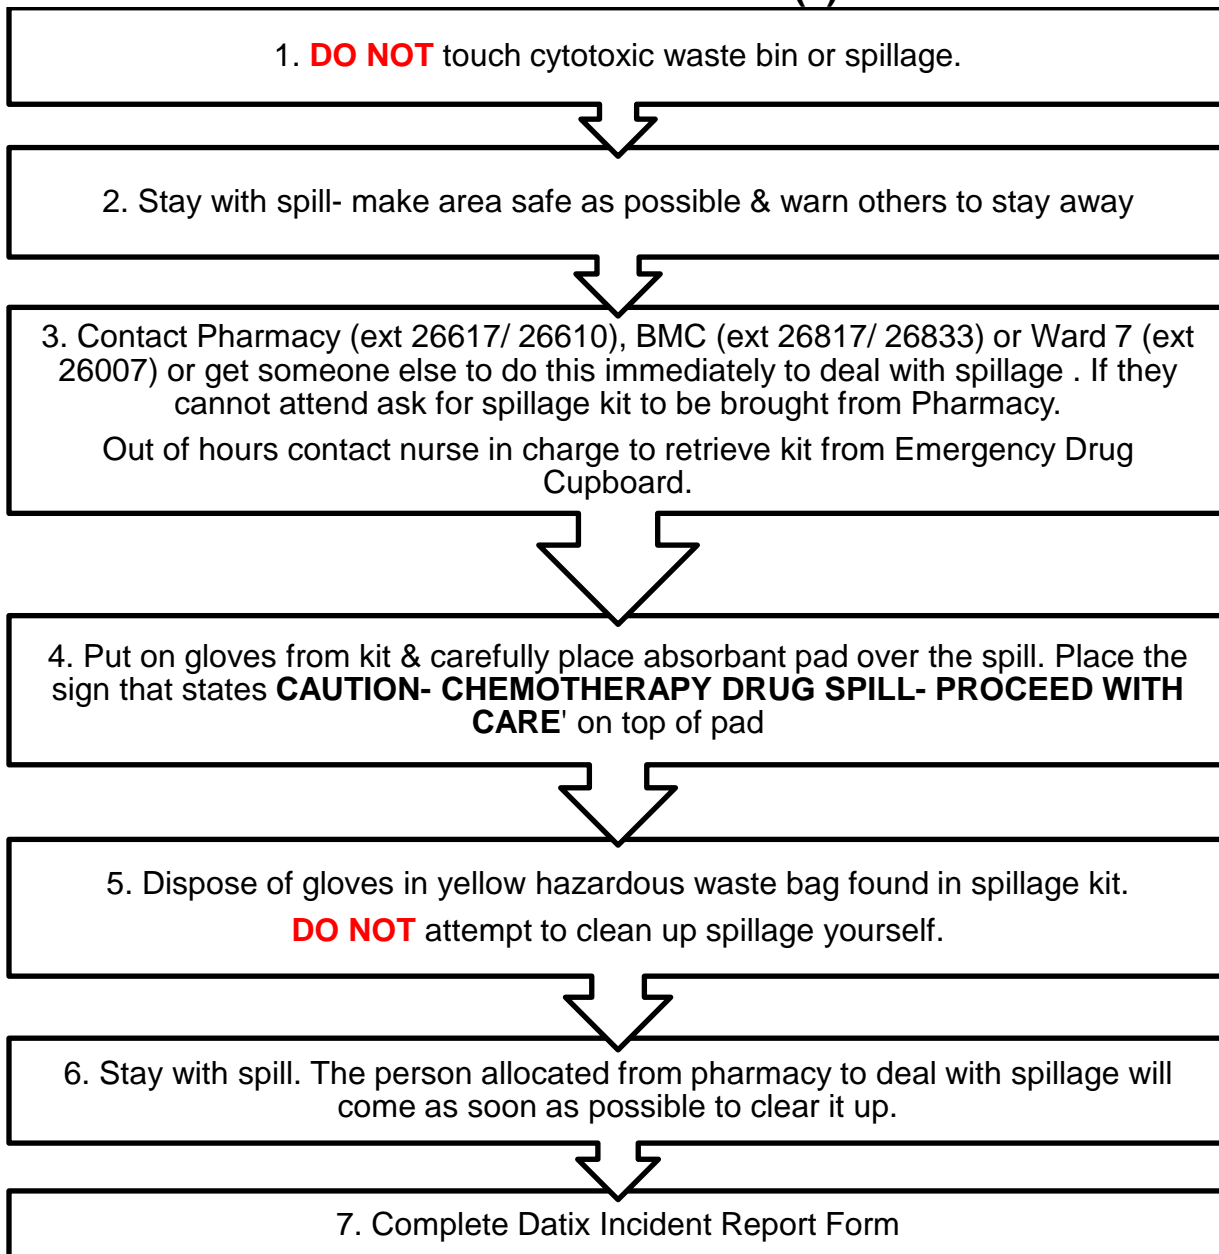 1. DO NOT touch cytotoxic waste bin or spillage.
2. Stay with spill- make area safe as possible & warn others to stay away
3. Contact Pharmacy (ext 26617/ 26610), BMC (ext 26817/ 26833) or Ward 7 (ext
26007) or get someone else to do this immediately to deal with spillage . If they
cannot attend ask for spillage kit to be brought from Pharmacy.
Out of hours contact nurse in charge to retrieve kit from Emergency Drug
Cupboard.
4. Put on gloves from kit & carefully place absorbant pad over the spill. Place the
sign that states CAUTION- CHEMOTHERAPY DRUG SPILL- PROCEED WITH
CARE' on top of pad
5. Dispose of gloves in yellow hazardous waste bag found in spillage kit.
DO NOT attempt to clean up spillage yourself.
6. Stay with spill. The person allocated from pharmacy to deal with spillage will
come as soon as possible to clear it up.
7. Complete Datix Incident Report Form